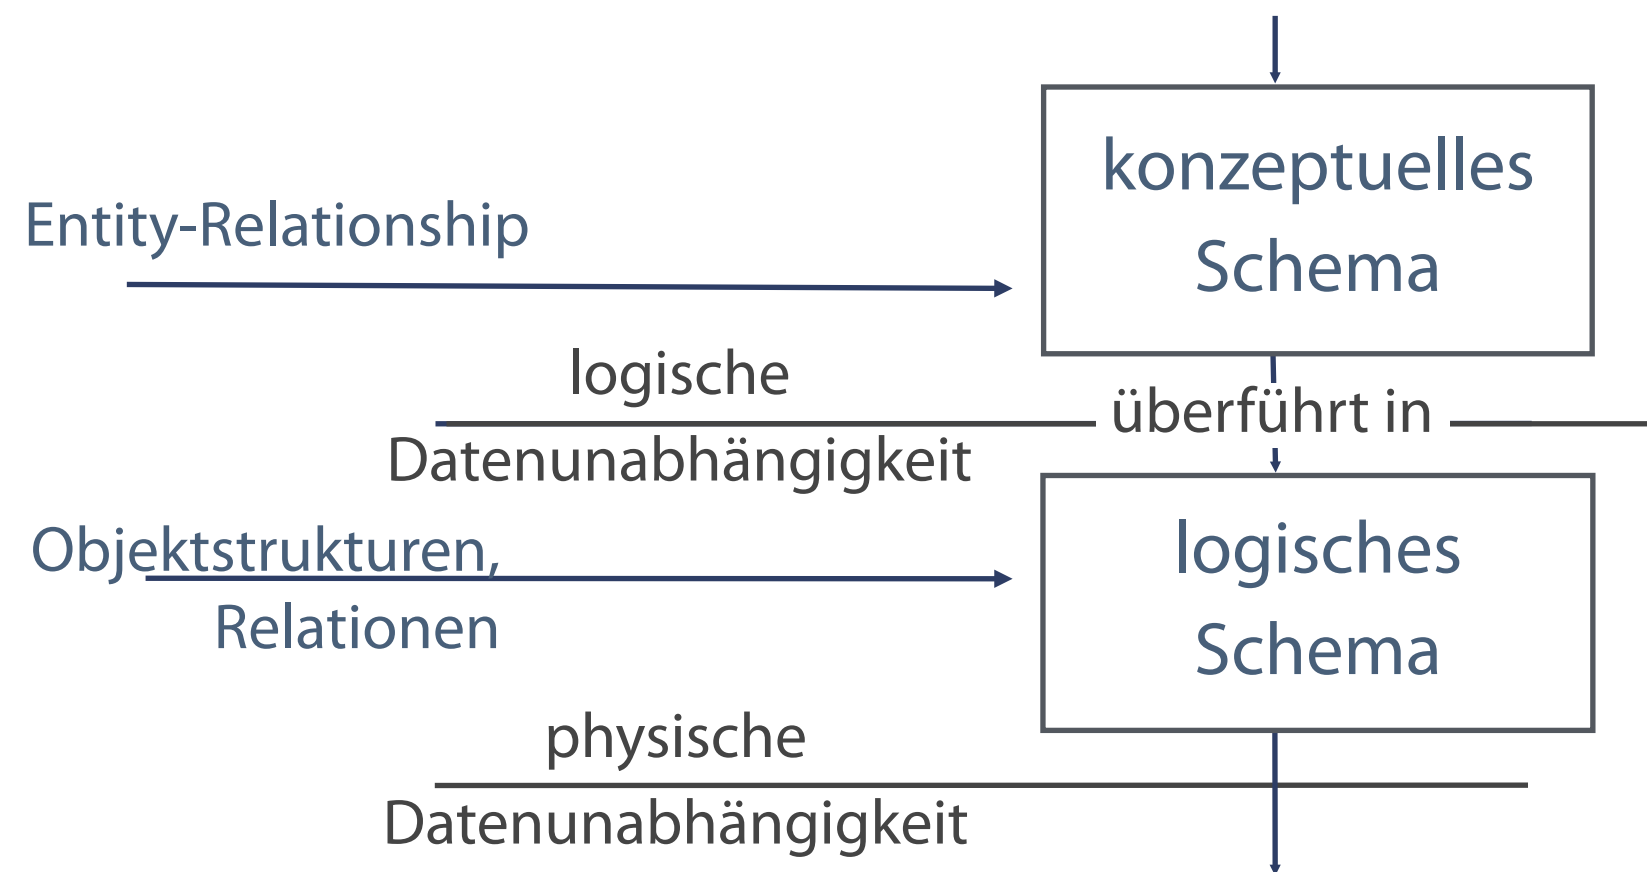 konzeptuelles
Schema
Entity-Relationship
logische
Datenunabhängigkeit
überführt in
Objektstrukturen,
Relationen
logisches
Schema
physische
Datenunabhängigkeit